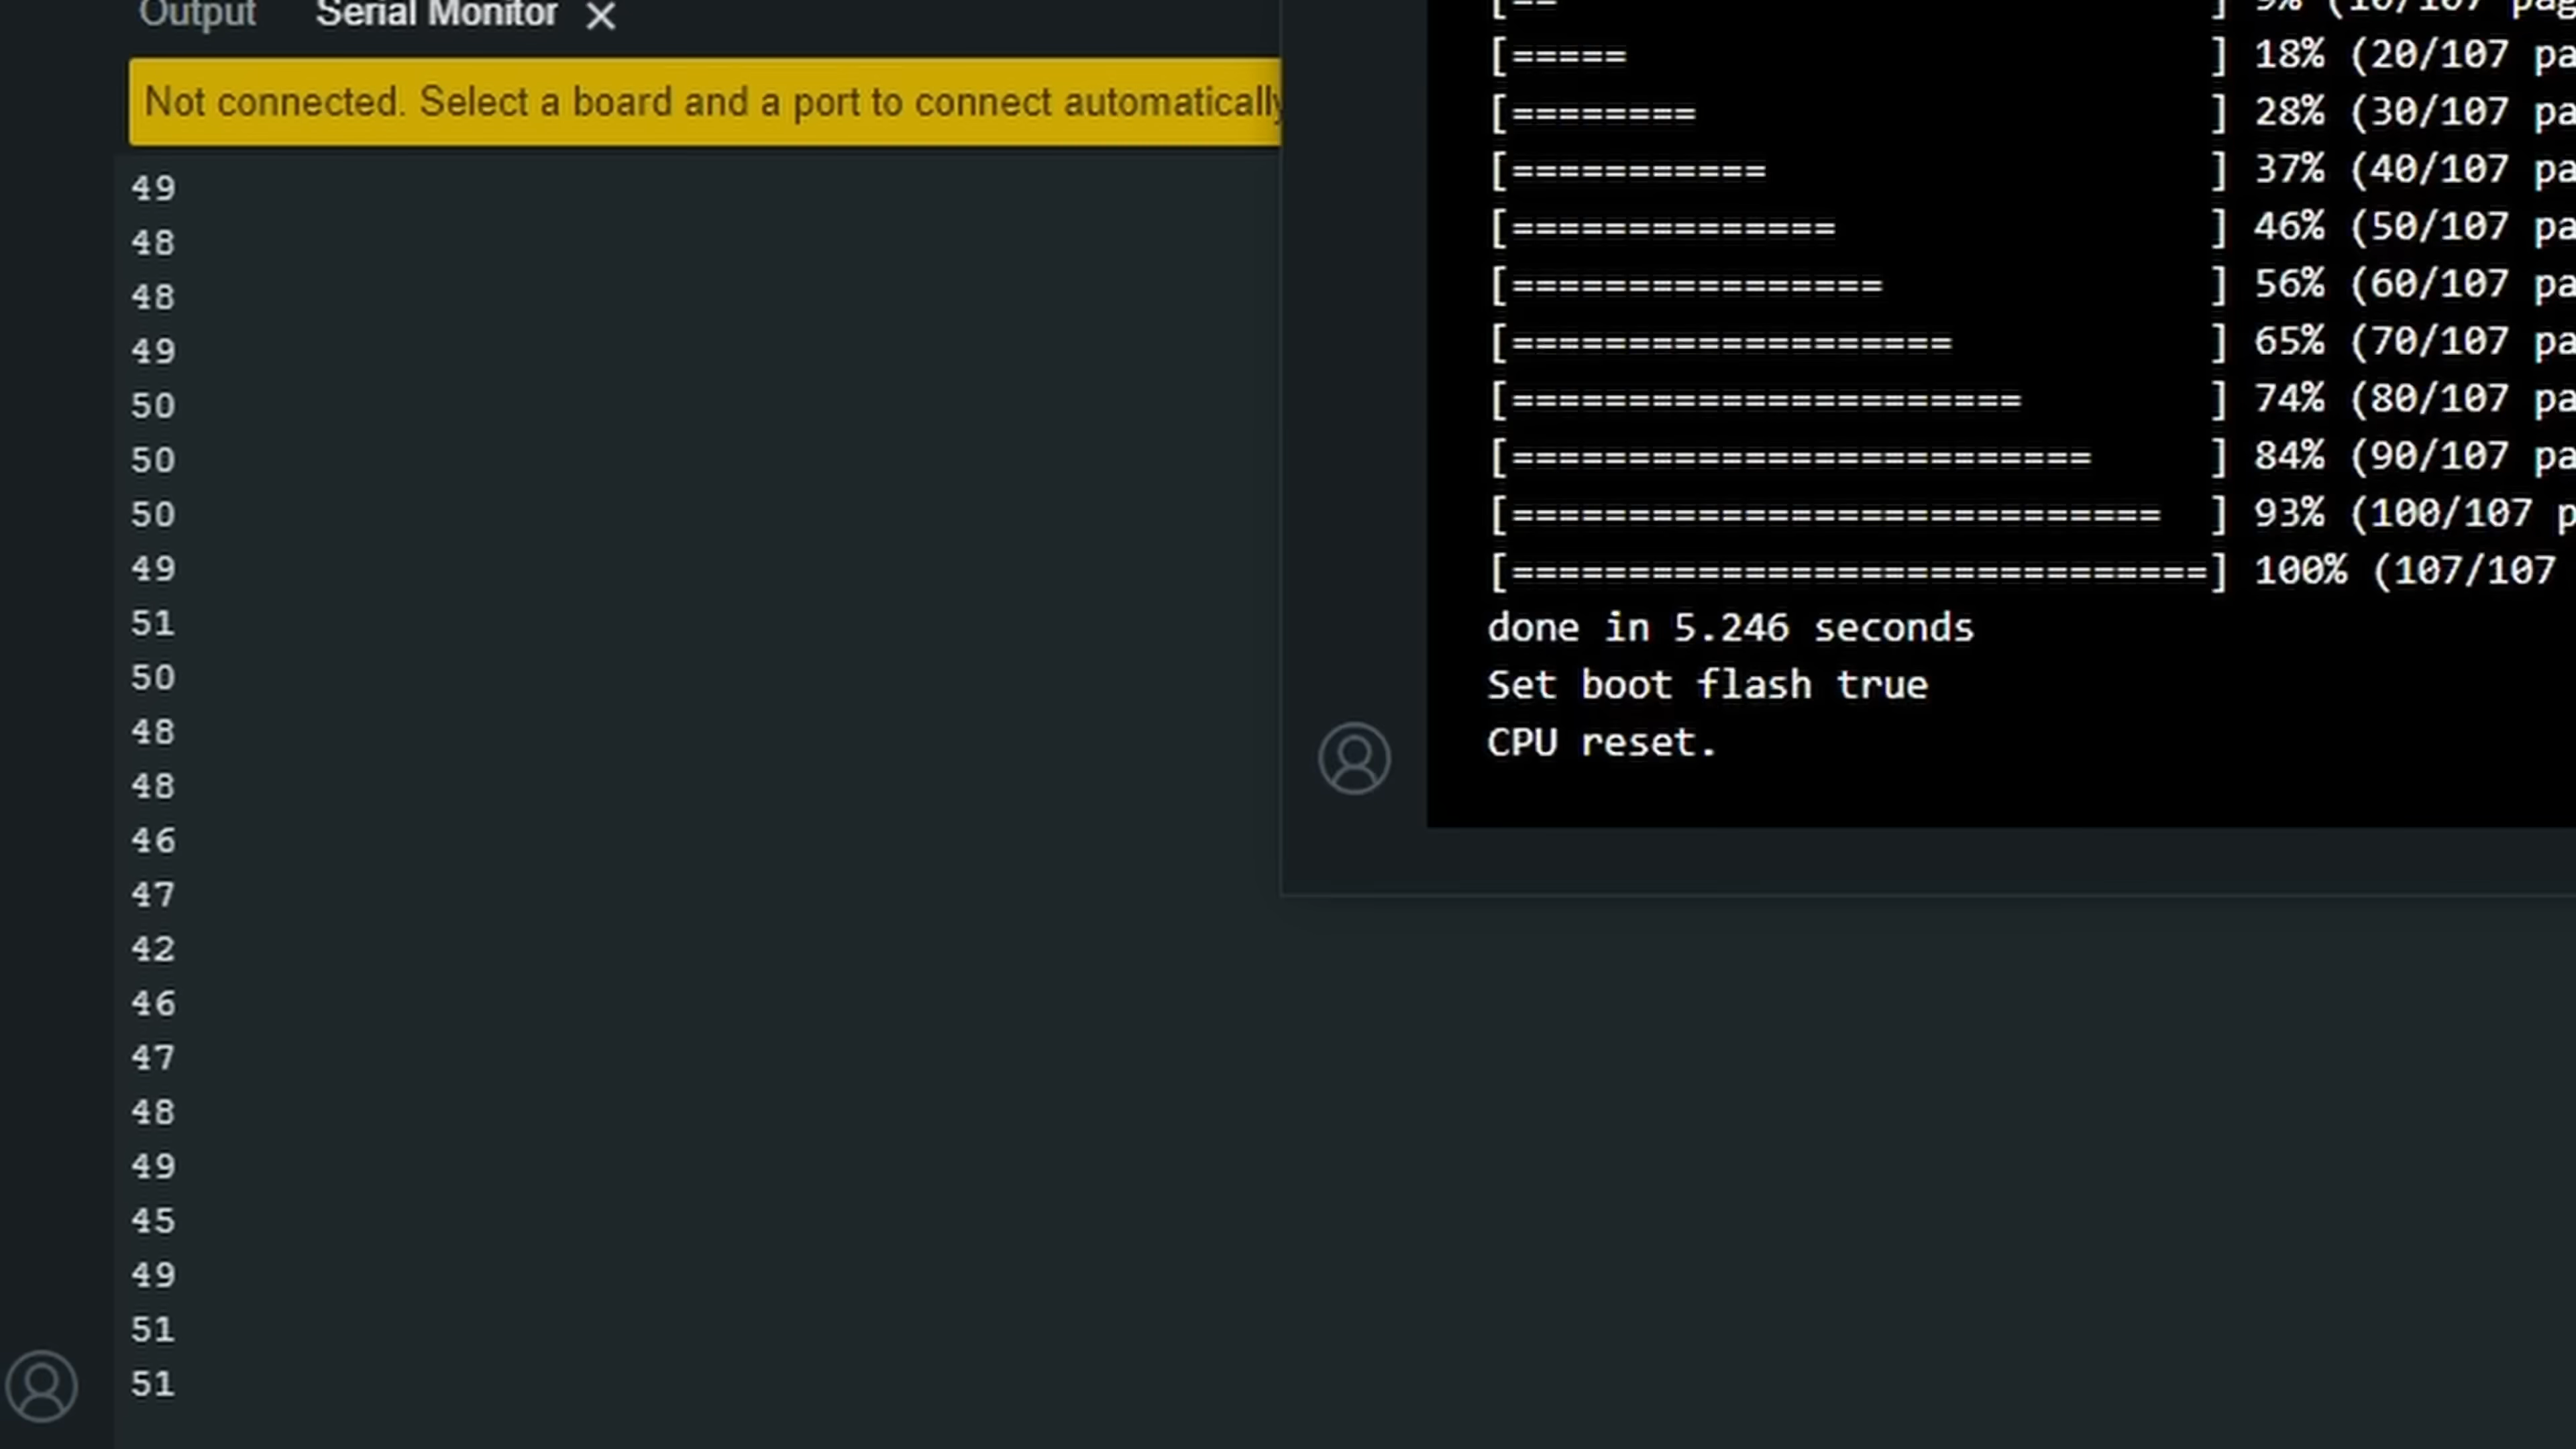 Output Serial Monitor
Not connected. Select a board and a port to connect automatically
49
48
48
49
50
50
50
49
51
50
48
48
46
47
42
46
47
48
49
45
49
51
51
[== ] 9% (10/107 pag
[===== ] 18% (20/107 pa
[======== ] 28% (30/107 pa
[=========== ] 37% (40/107 pa
[============== ] 46% (50/107 pa
[================ ] 56% (60/107 pa
[=================== ] 65% (70/107 pa
[====================== ] 74% (80/107 pa
[========================= ] 84% (90/107 pa
[============================ ] 93% (100/107 p
[==============================] 100% (107/107
done in 5.246 seconds
Set boot flash true
CPU reset.